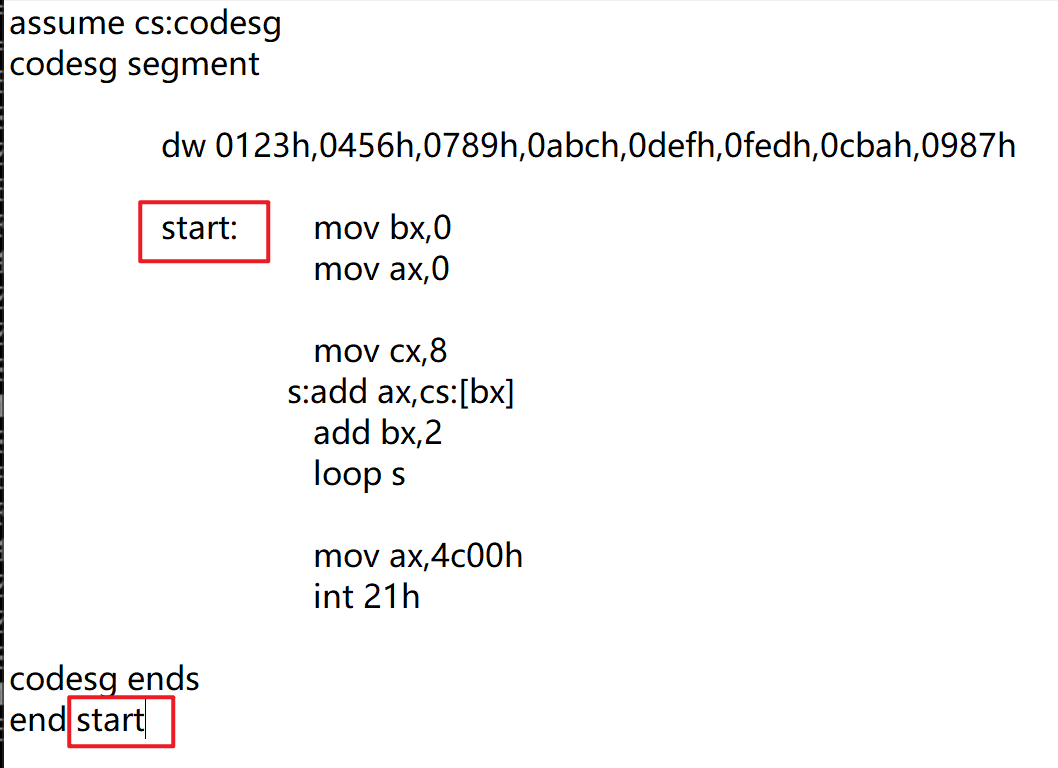 assume cs:codesg
codesg segment
dw 0123h,0456h,0789h,0abch,0defh,0fedh,0cbah,0987h
start: mov bx,0
mov ax,0
mov cx,8
s:add ax,cs:[bx]
add bx,2
loop s
mov ax,4c00h
int 21h
codesg ends
end start